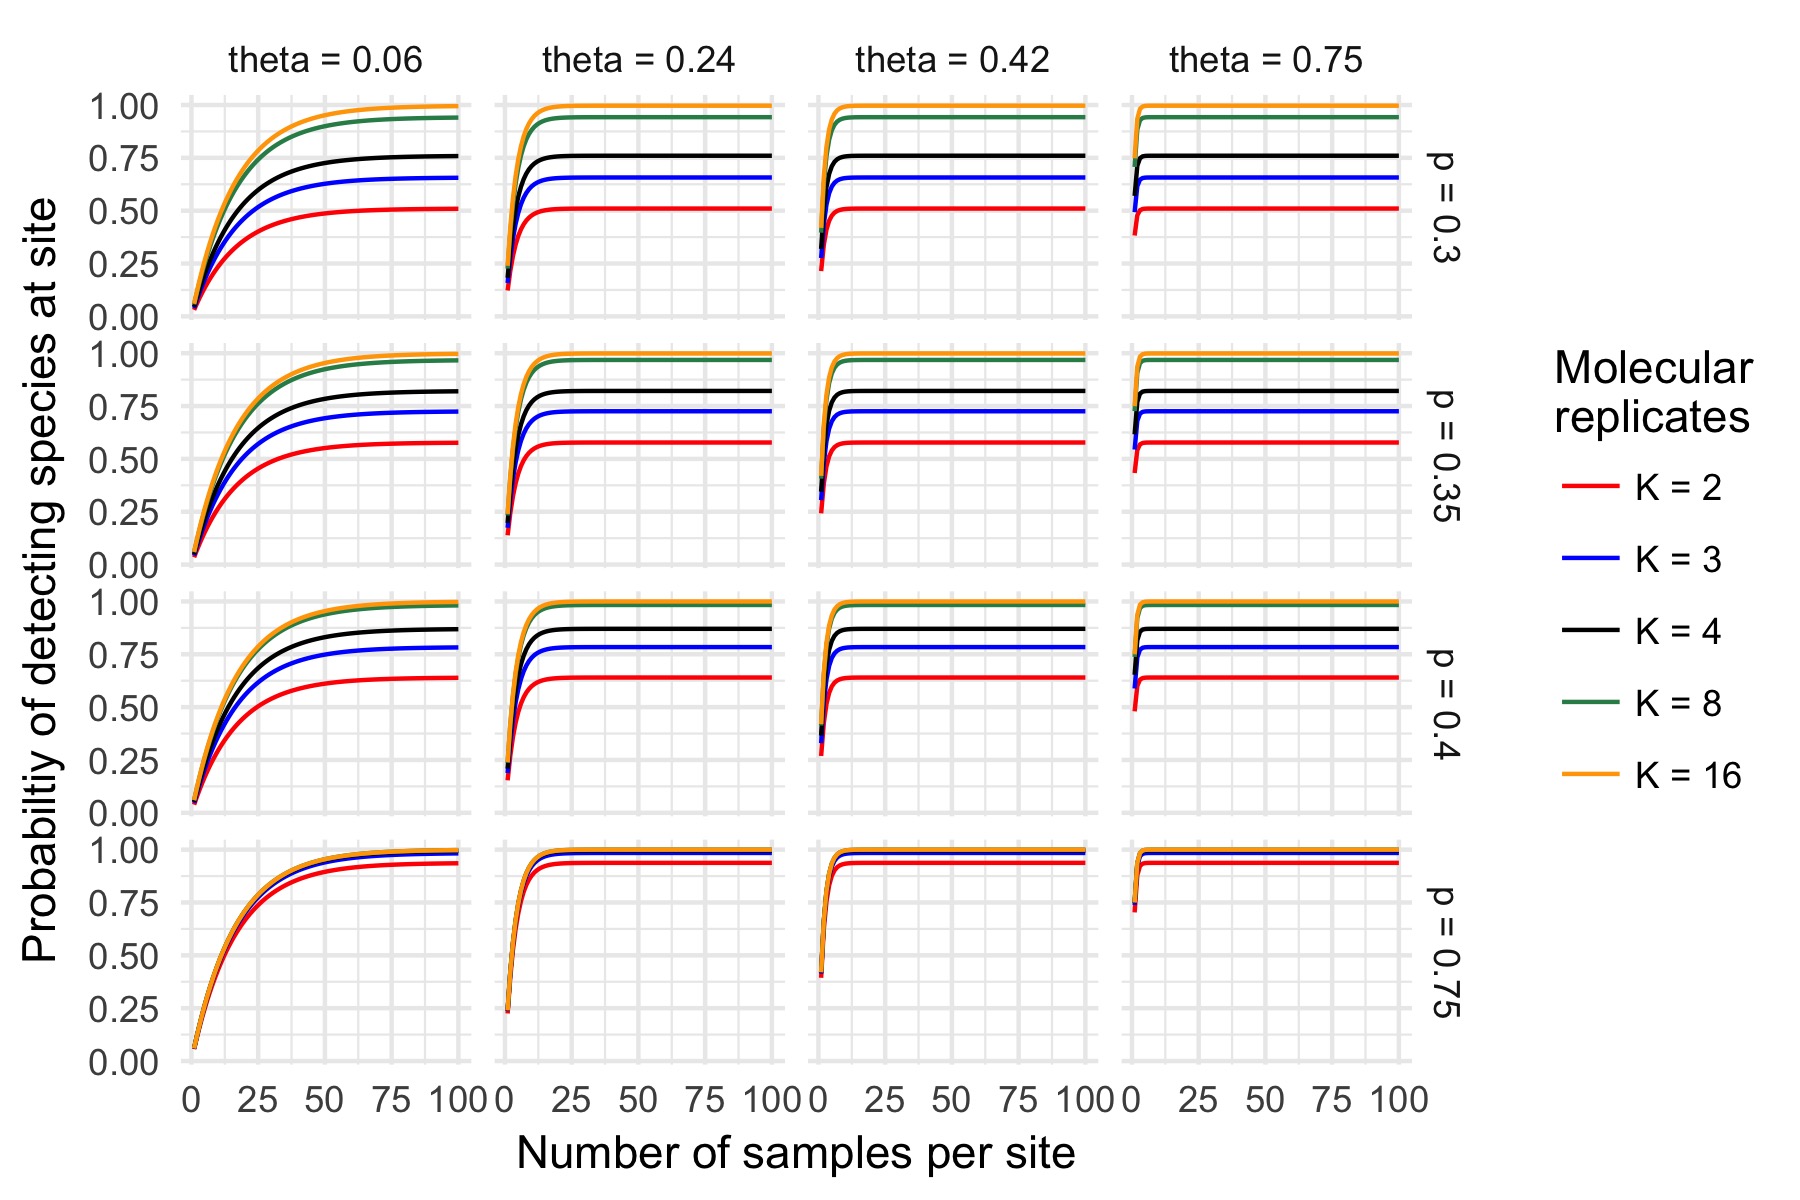 theta = 0.06 theta = 0.24 theta = 0.42 theta = 0.75
1.00
0.75
0.50
0.25
0.00
p = 0.3
1.00
0.75
0.50
0.25
0.00
p = 0.35
1.00
0.75
0.50
0.25
0.00
p = 0.4
1.00
0.75
0.50
0.25
0.00
p = 0.75
0 25 50 75 100 0 25 50 75 100 0 25 50 75 100 0 25 50 75 100
Number of samples per site
Probabiltiy of detecting species at site
Molecular
replicates
K = 2
K = 3
K = 4
K = 8
K = 16